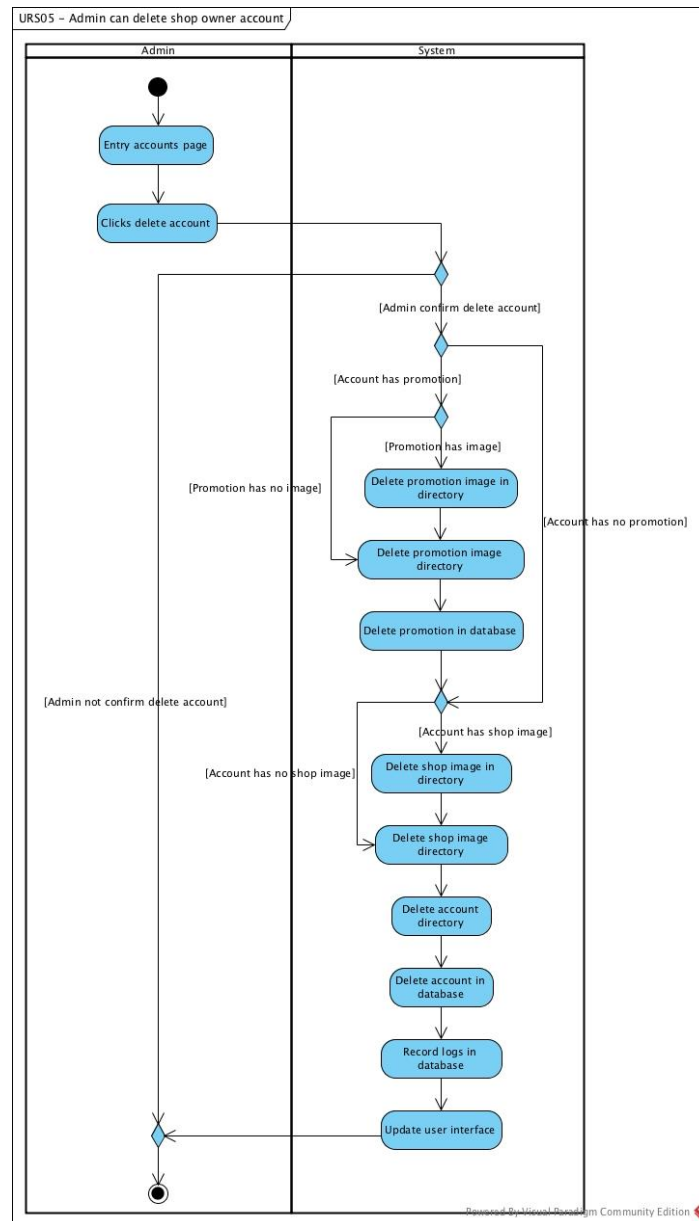 URS05 - Admin can delete shop owner account
Admin
System
Entry accounts page
Clicks delete account
[Admin confirm delete account]
[Account has promotion]
[Promotion has image]
Delete promotion image in
directory
[Promotion has no image]
[Account has no promotion]
Delete promotion image
directory
Delete promotion in database
[Admin not confirm delete account]
[Account has shop image]
Delete shop image in
directory
[Account has no shop image]
Delete shop image
directory
Delete account
directory
Delete account in
database
Record logs in
database
Update user interface
Powered By Visual Paradigm Community Edition